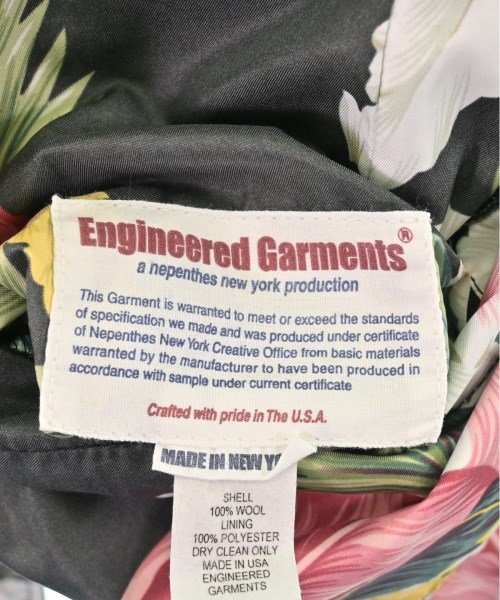 Engineered Garments®
a nepenthes new york production
This Garment is warranted to meet or exceed the standards
of specification we made and was produced under certificate
of Nepenthes New York Creative Office from basic materials
warranted by the manufacturer to have been produced in
accordance with sample under current certificate
Crafted with pride in The U.S.A.
MADE IN NEW
SHELL
100% WOOL
LINING
100% POLYESTER
DRY CLEAN ONLY
MADE IN USA
ENGINEERED
GARMENTS